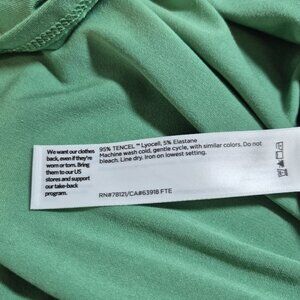 We want our clothes
back, even if they're
worn or torn. Bring
them to our US
stores and support
our take-back
program.
95% TENCEL™ Lyocell, 5% Elastane
Machine wash cold, gentle cycle, with similar colors. Do not
bleach. Line dry. Iron on lowest setting.
RN#78121/CA#63918 FTE